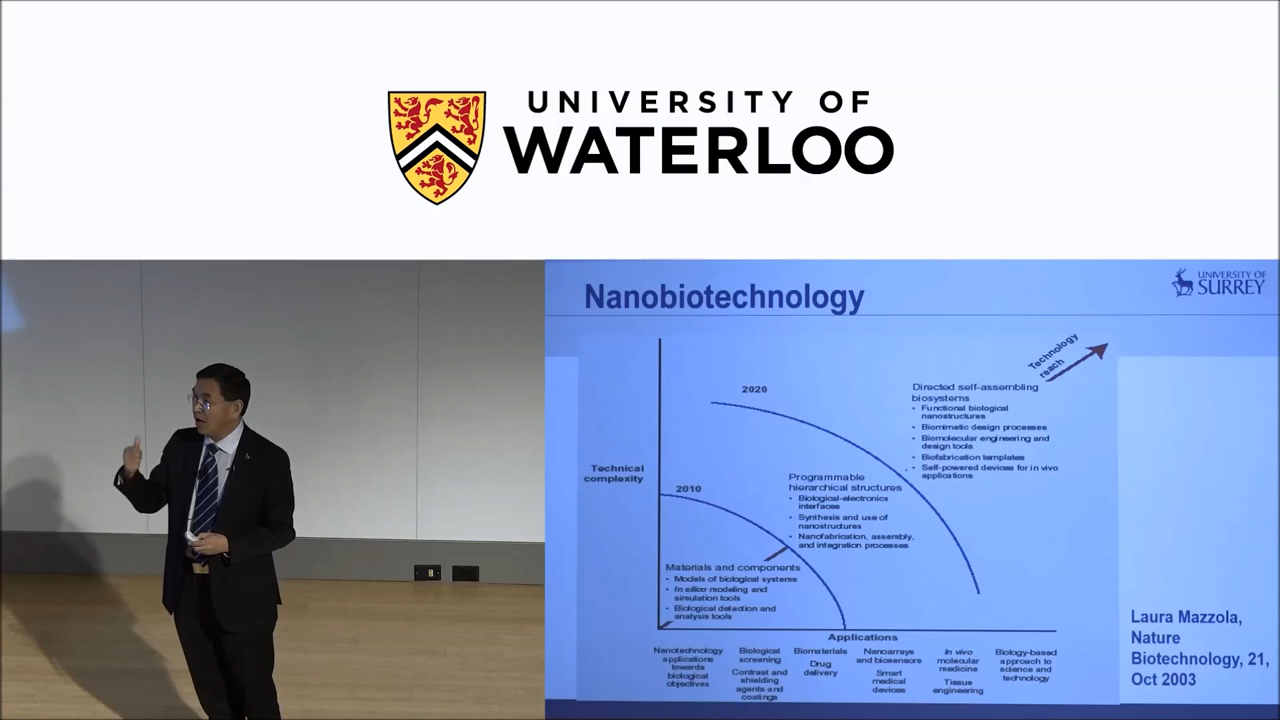 UNIVERSITY OF
WATERLOO
Nanobiotechnology
UNIVERSITY OF
SURREY
Technology
reach
2020
Directed self-assembling
biosystems
• Functional biological
nanostructures
• Biomimetic design processes
• Biomolecular engineering and
design tools
• Biofabrication templates
• Self-powered devices for in vivo
applications
Technical
complexity
2010
Programmable
hierarchical structures
• Biological-electronics
interfaces
• Synthesis and use of
nanostructures
• Nanofabrication, assembly,
and integration processes
Materials and components
• Models of biological systems
• In silico modeling and
simulation tools
• Biological detection and
analysis tools
Applications
Nanotechnology
applications
towards
biological
objectives
Biological
screening
Contrast and
shielding
agents and
coatings
Biomaterials
Drug
delivery
Nanoarrays
and biosensors
Smart
medical
devices
In vivo
molecular
medicine
Tissue
engineering
Biology-based
approach to
science and
technology
Laura Mazzola,
Nature
Biotechnology, 21,
Oct 2003